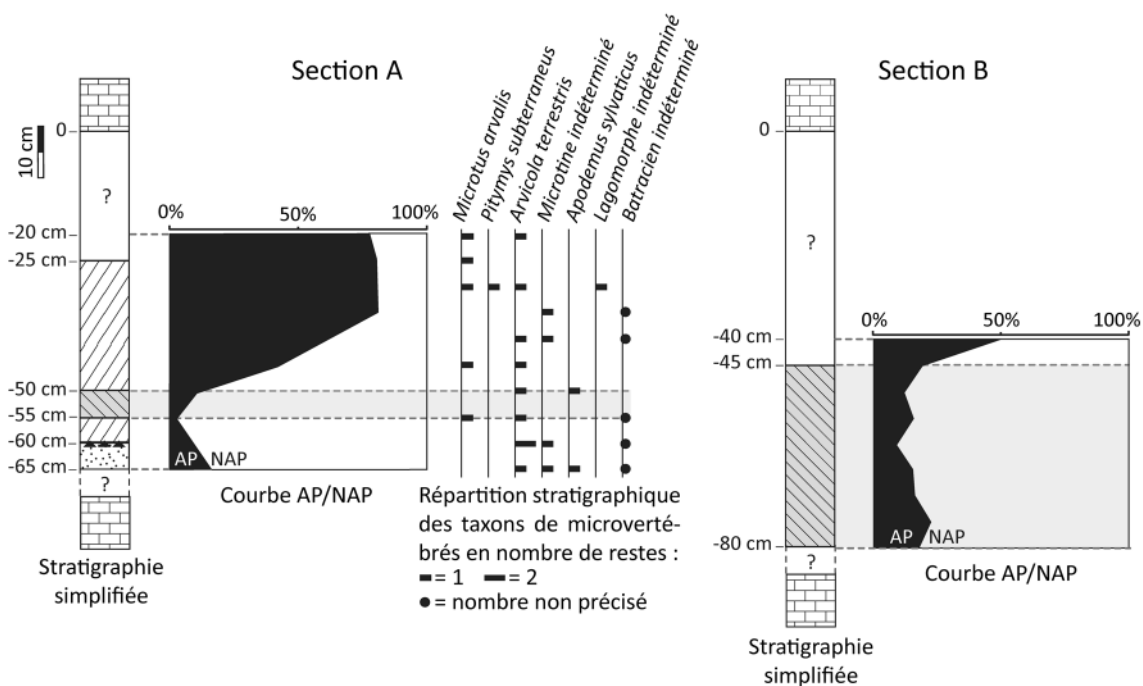 Section A
Section B
Microtus arvalis
Pitymys subterraneus
Arvicola terrestris
Microtine indéterminé
Apodemus sylvaticus
Lagomorphe indéterminé
Batracien indéterminé
10 cm
0
?
0% 50% 100%
-20 cm
-25 cm
-50 cm
-55 cm
-60 cm
-65 cm
?
AP NAP
Courbe AP/NAP
Stratigraphie
simplifiée
Répartition stratigraphique
des taxons de microverté-
brés en nombre de restes :
= 1 = 2
= nombre non précisé
0
?
0% 50% 100%
-40 cm
-45 cm
-80 cm
?
AP NAP
Courbe AP/NAP
Stratigraphie
simplifiée